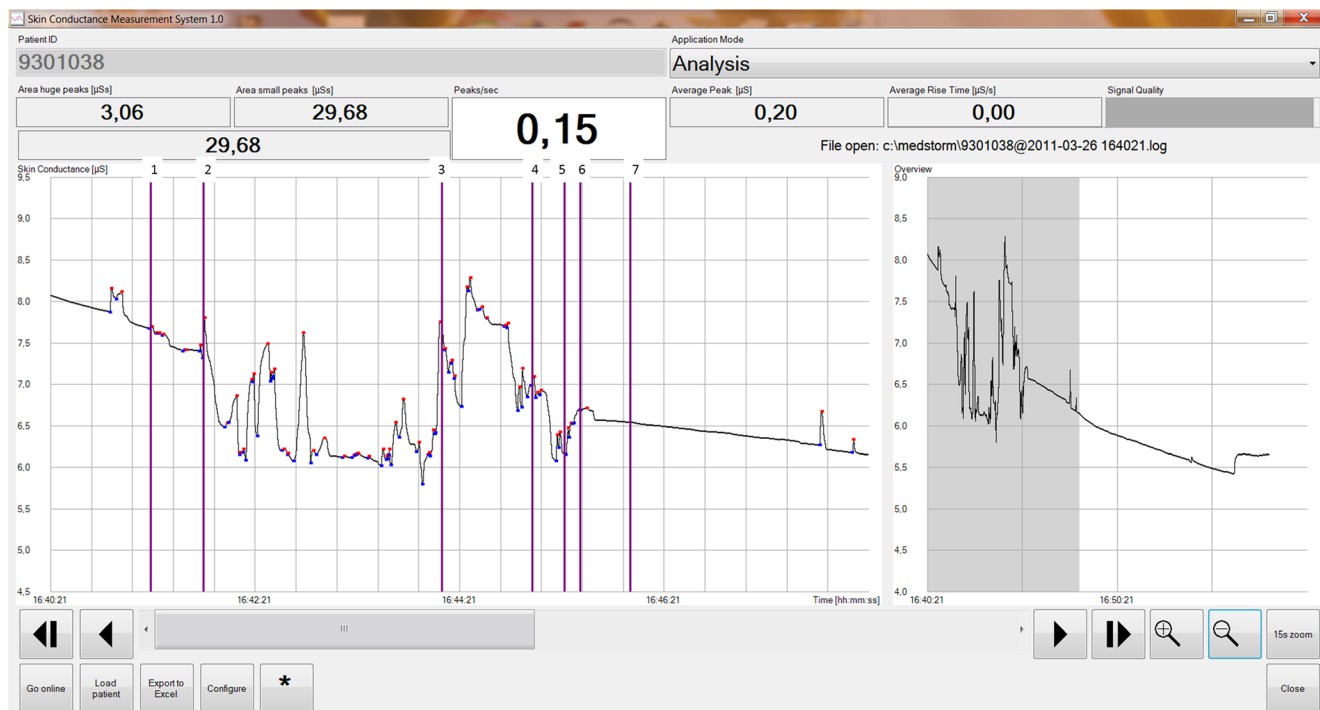 Skin Conductance Measurement System 1.0
Patient ID
Application Mode
9301038
Analysis
Area huge peaks [µSs]
Area small peaks [µSs]
Peaks/sec
Average Peak [µS]
Average Rise Time [µS/s]
Signal Quality
3,06
29,68
0,15
0,20
0,00
29,68
File open: c:\medstorm\9301038@2011-03-26 164021.log
Skin Conductance [µS]
1 2 3 4 5 6 7
Overview
9,5
9,0
8,5
8,0
7,5
7,0
6,5
6,0
5,5
5,0
4,5
16:40:21 16:42:21 16:44:21 16:46:21 Time [hh:mm:ss]
9,0
8,5
8,0
7,5
7,0
6,5
6,0
5,5
5,0
4,5
4,0
16:40:21 16:50:21
15s zoom
Go online
Load
patient
Export to
Excel
Configure
*
Close